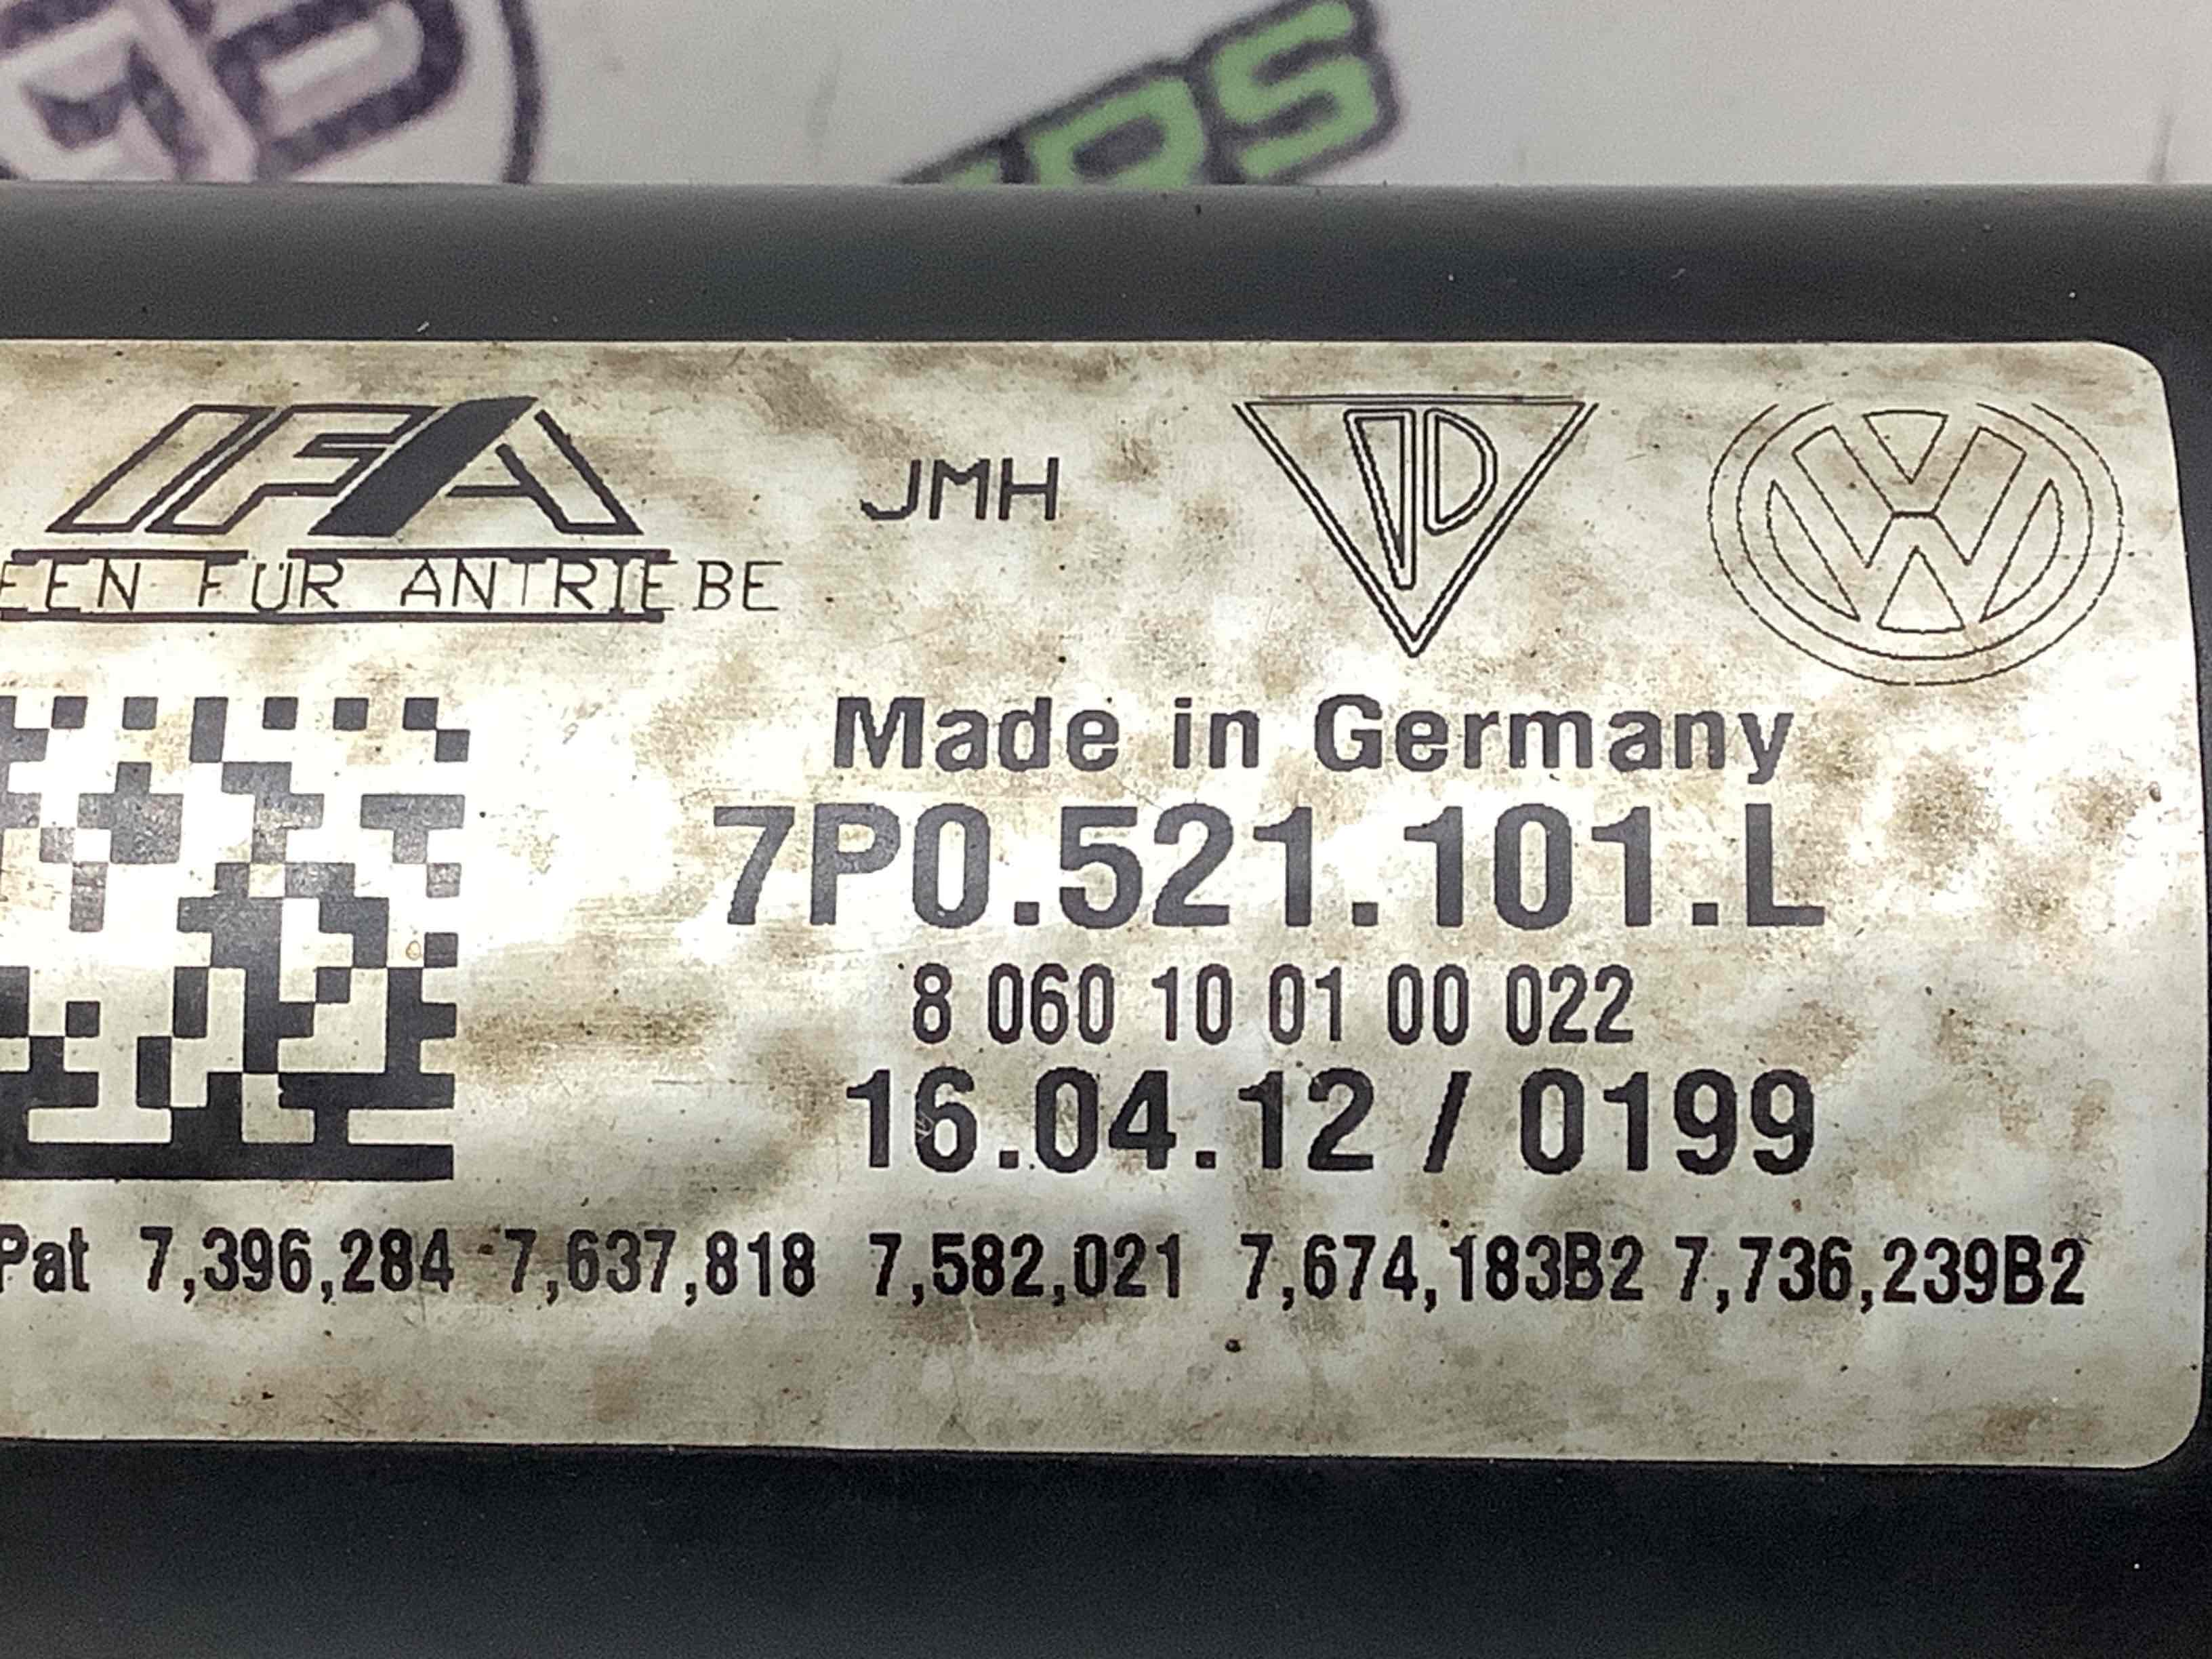 IFA
EEN FÜR ANTRIEBE
JMH
Made in Germany
7P0.521.101.L
8 060 10 01 00 022
16.04.12 / 0199
Pat 7,396,284 7,637,818 7,582,021 7,674,183B2 7,736,239B2